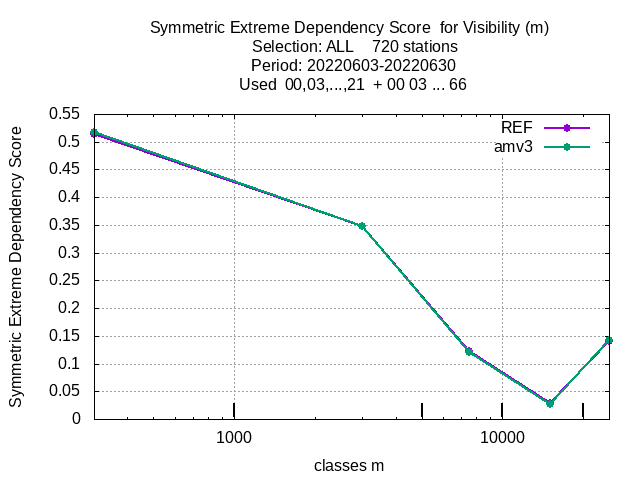 Symmetric Extreme Dependency Score  for Visibility (m)
Selection: ALL    720 stations
Period: 20220603-20220630
Used  00,03,...,21  + 00 03 ... 66
Symmetric Extreme Dependency Score
0.55
0.5
0.45
0.4
0.35
0.3
0.25
0.2
0.15
0.1
0.05
0
REF
amv3
1000
10000
classes m